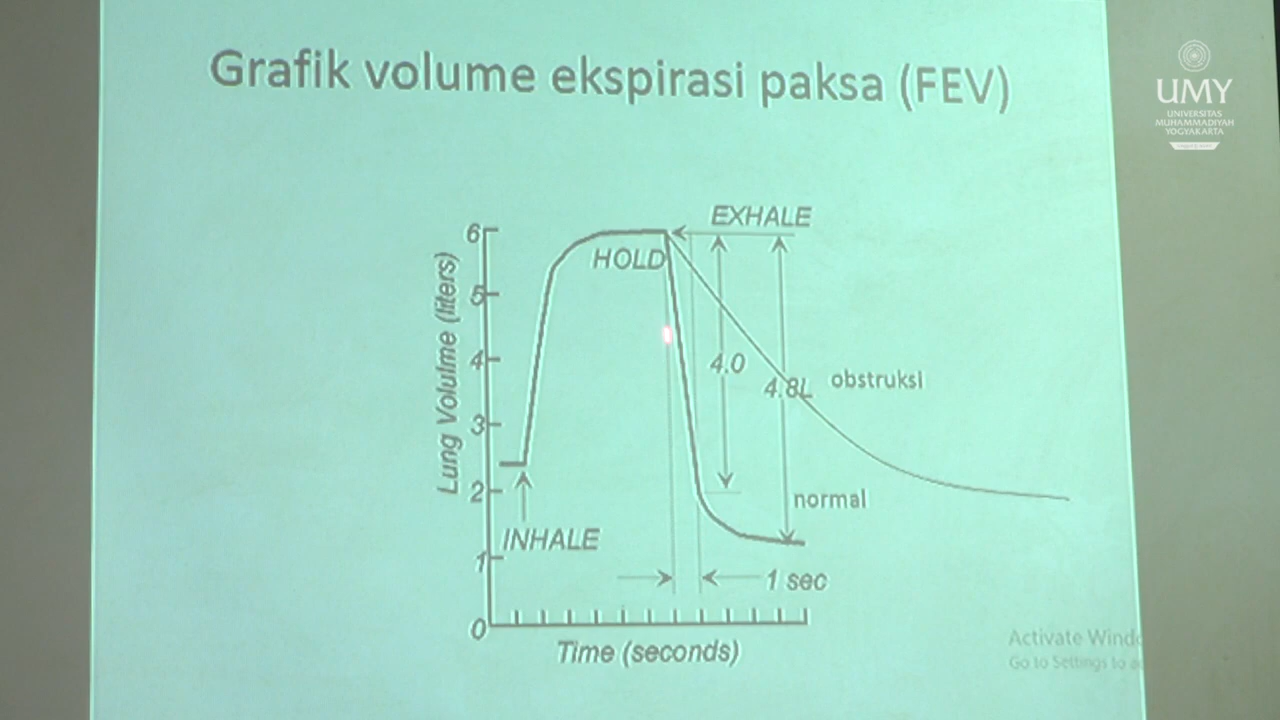 Grafik volume ekspirasi paksa (FEV)
UMY
UNIVERSITAS
MUHAMMADIYAH
YOGYAKARTA
EXHALE
HOLD
6
5
4
3
2
1
0
Lung Volulme (liters)
4.0
4.8L
obstruksi
normal
INHALE
1 sec
Time (seconds)
Activate Windo
Go to Settings to a